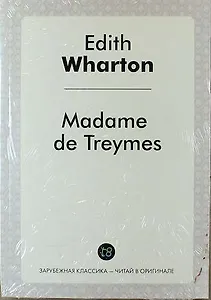 Edith
Wharton
Madame
de Treymes
t8
ЗАРУБЕЖНАЯ КЛАССИКА — ЧИТАЙ В ОРИГИНАЛЕ